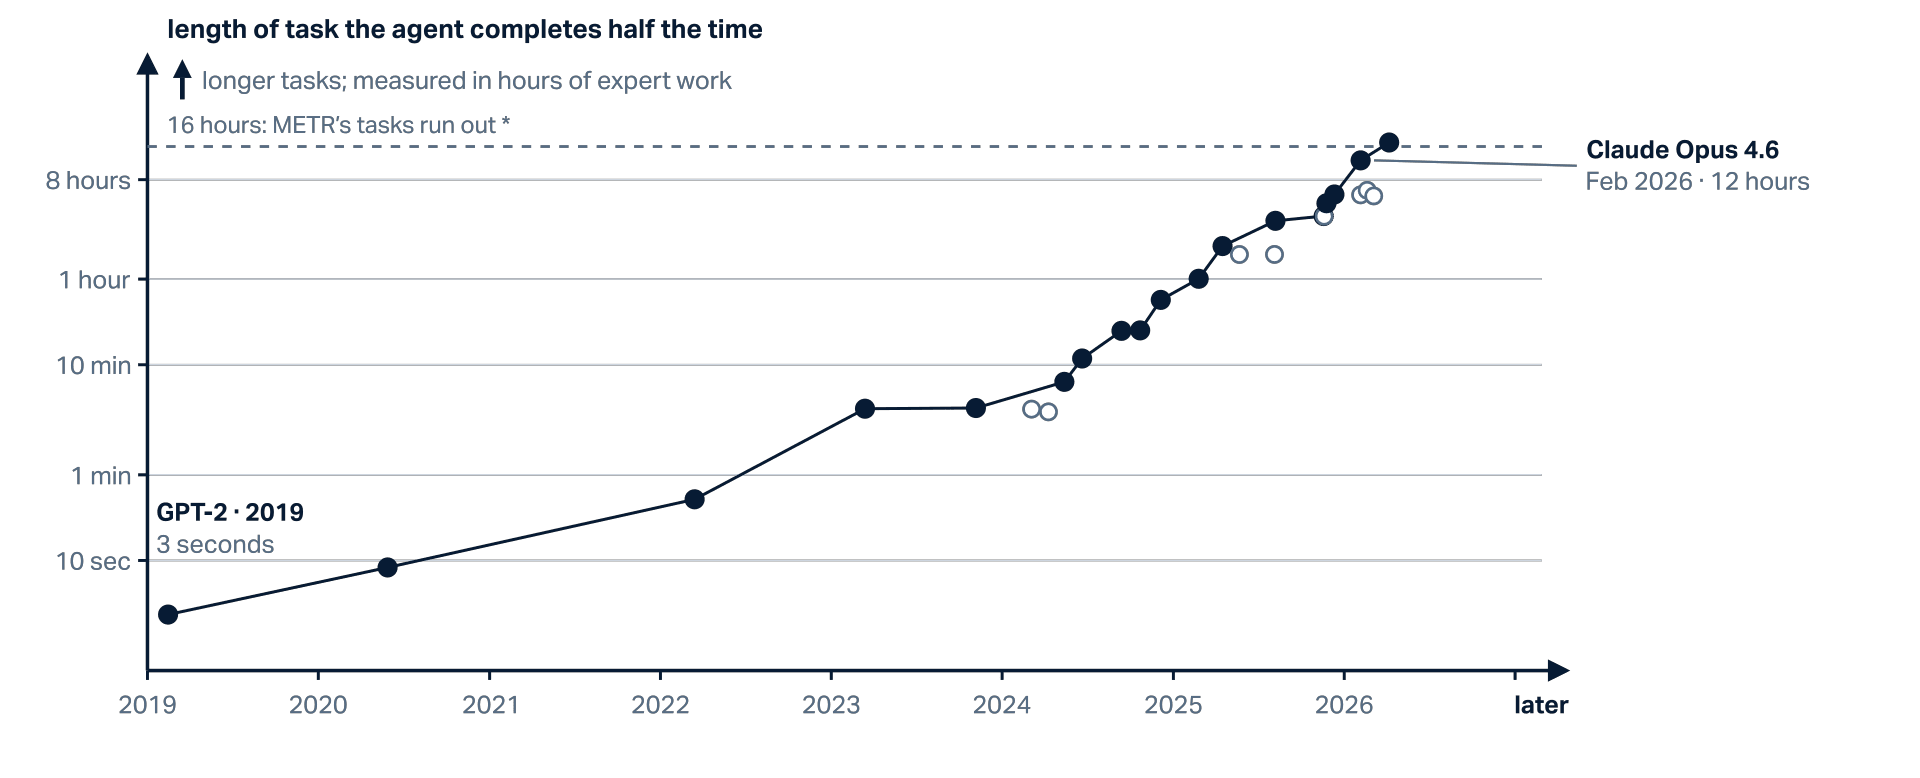 length of task the agent completes half the time
longer tasks; measured in hours of expert work
16 hours: METR's tasks run out *
Claude Opus 4.6
Feb 2026 · 12 hours
8 hours
1 hour
10 min
1 min
GPT-2 · 2019
3 seconds
10 sec
2019 2020 2021 2022 2023 2024 2025 2026 later